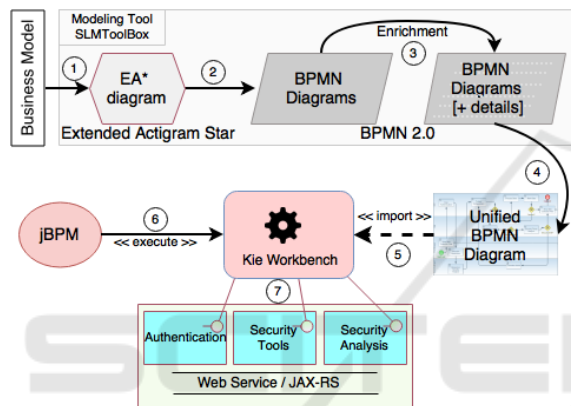 Modeling Tool
SLMToolBox
Business Model
1
EA*
diagram
2
BPMN
Diagrams
Enrichment
3
BPMN
Diagrams
[+ details]
Extended Actigram Star
BPMN 2.0
4
jBPM
6
<< execute >>
Kie Workbench
<< import >>
5
Unified
BPMN
Diagram
7
Authentication
Security
Tools
Security
Analysis
Web Service / JAX-RS